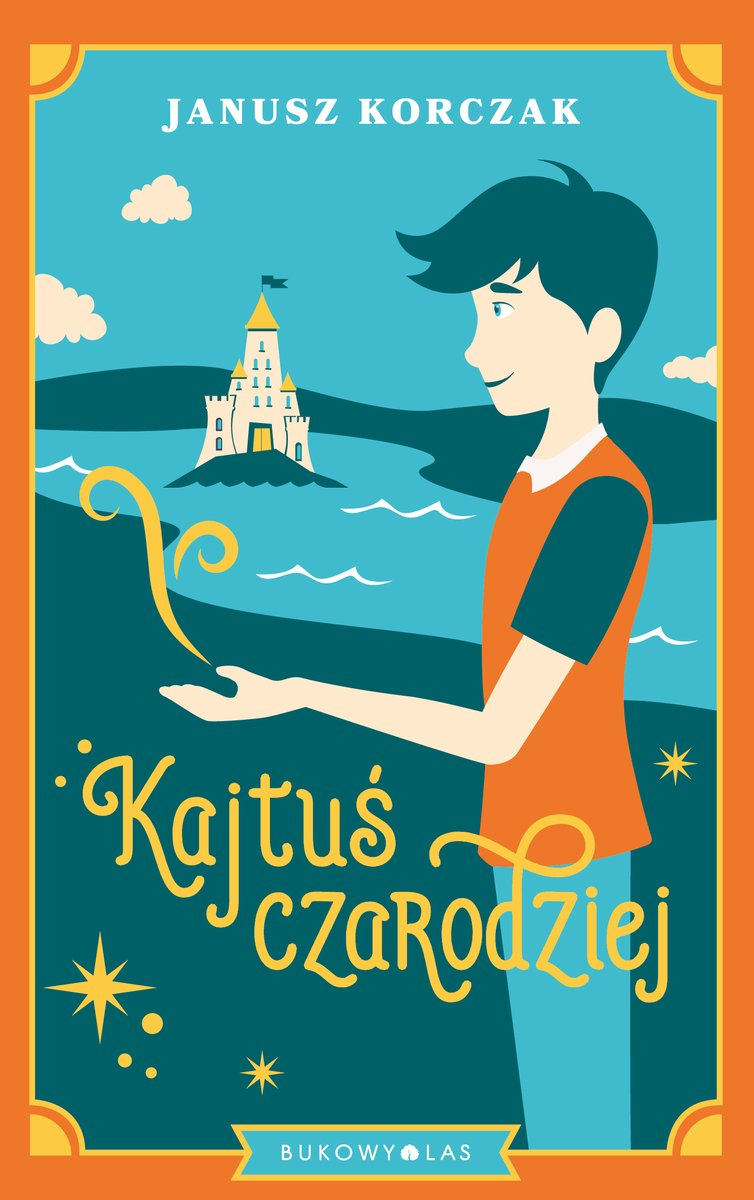 JANUSZ KORCZAK
Kajtuś
czarodziej
BUKOWY LAS